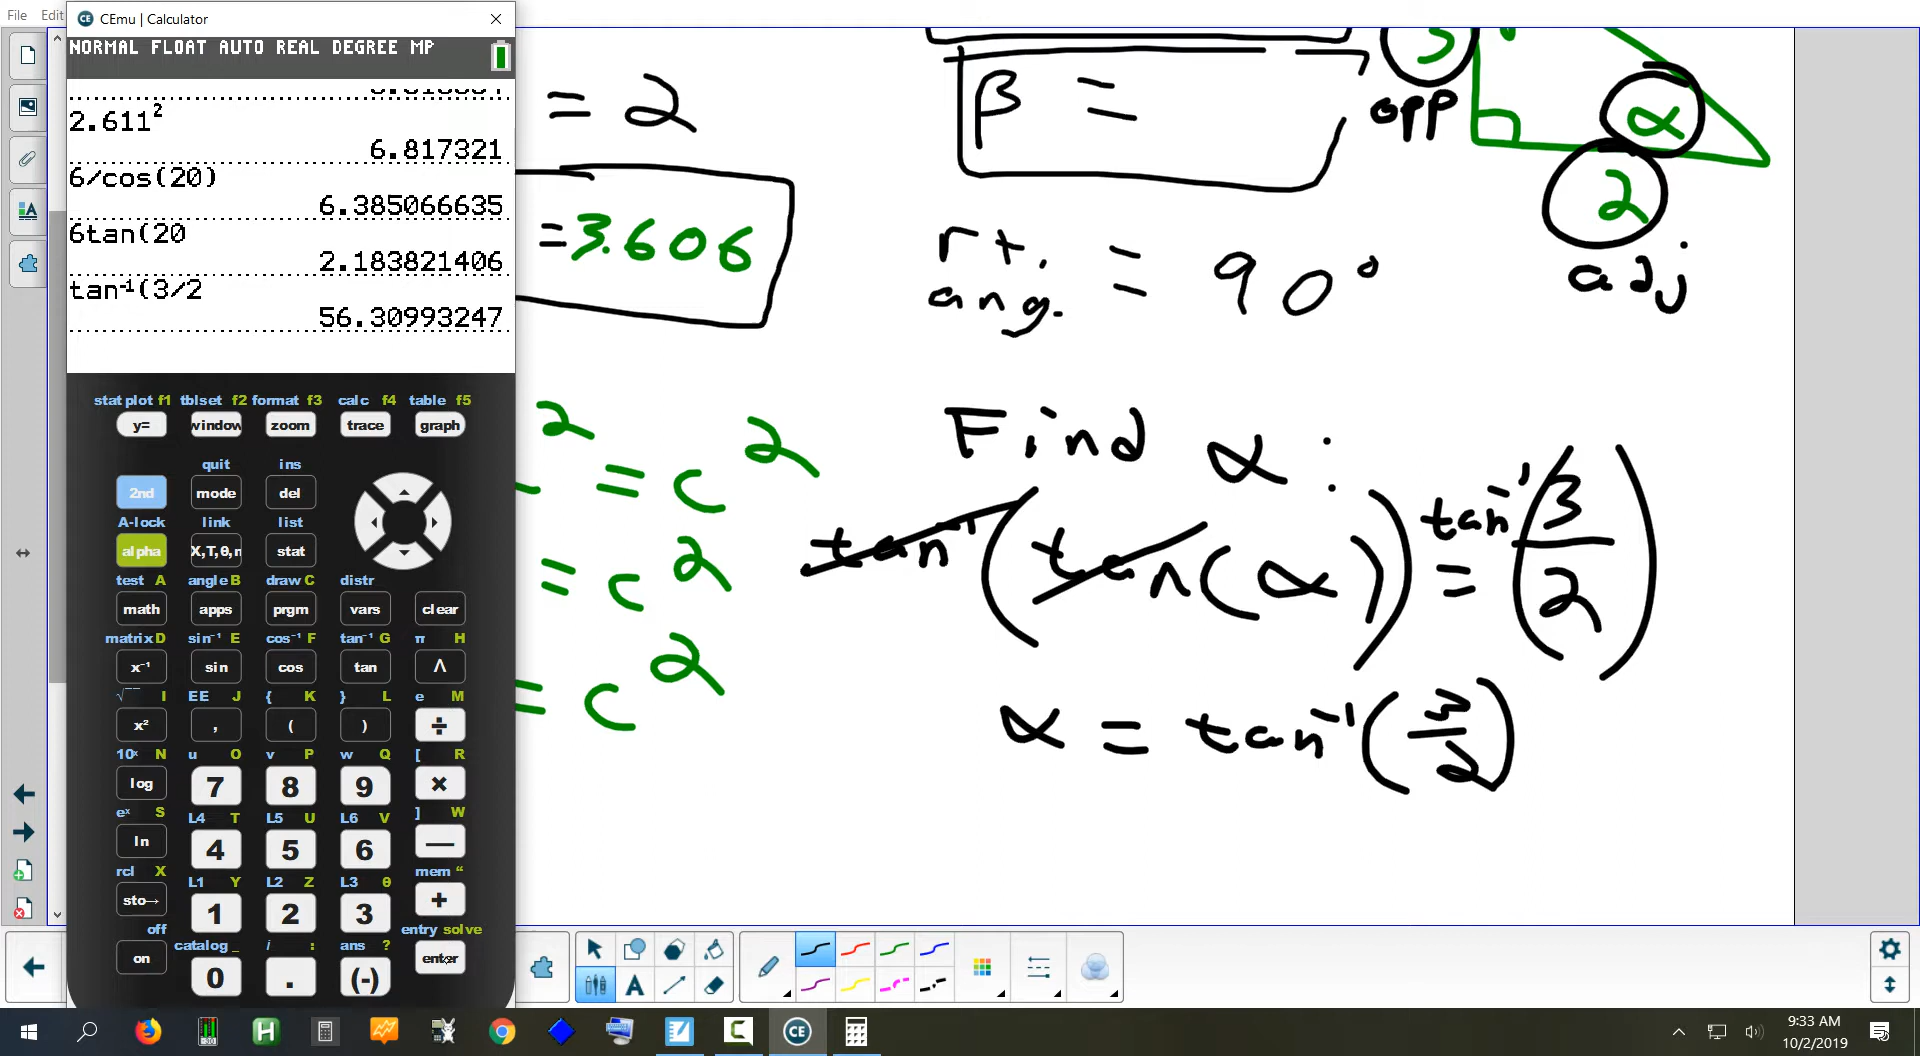 File Edit
CEmu | Calculator
NORMAL FLOAT AUTO REAL DEGREE MP
2.611²
6.817321
6/cos(20)
6.385066635
6tan(20
2.183821406
tan⁻¹(3/2
56.30993247
stat plot f1 tblset f2 format f3 calc f4 table f5
y= window zoom trace graph
quit ins
2nd mode del
A-lock link list
alpha X,T,θ,n stat
test A angle B draw C distr
math apps prgm vars clear
matrix D sin⁻¹ E cos⁻¹ F tan⁻¹ G π H
x⁻¹ sin cos tan ^
√ I EE J { K } L e M
x² , ( ) ÷
10ˣ N u O v P w Q [ R
log 7 8 9 ×
eˣ S L4 T L5 U L6 V ] W
ln 4 5 6 —
rcl X L1 Y L2 Z L3 θ mem "
sto→ 1 2 3 +
off catalog _ i : ans ? entry solve
on 0 . (-) enter
= 2
= 3.606
² = c²
= c²
= c²
β =
3
opp
α
2
adj
rt. ang. = 90°
Find α:
tan⁻¹(tan(α)) = tan⁻¹(3/2)
α = tan⁻¹(3/2)
CE
9:33 AM
10/2/2019